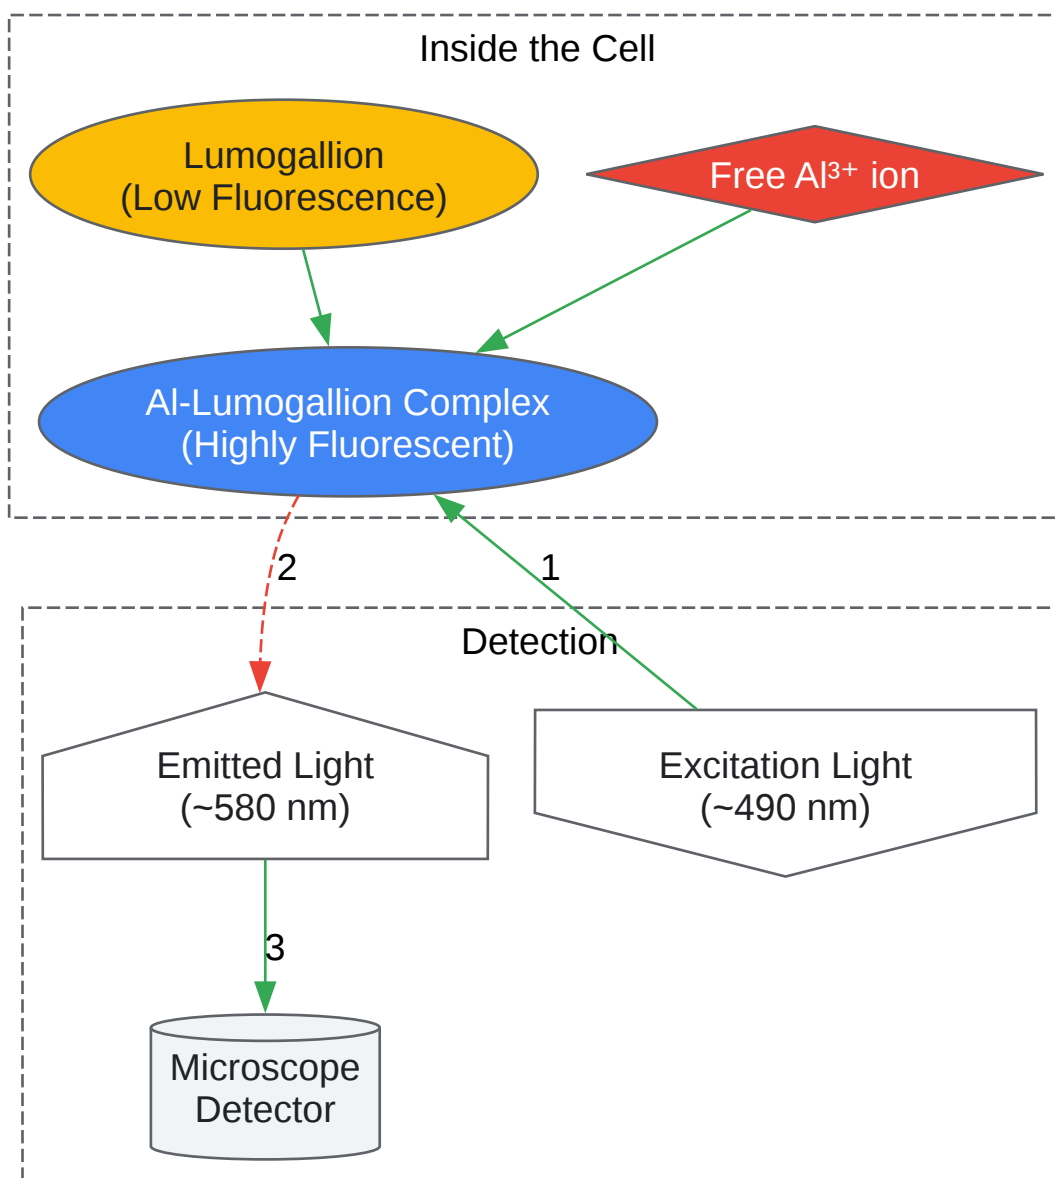 Inside the Cell
Lumogallion
(Low Fluorescence)
Free Al³⁺ ion
Al-Lumogallion Complex
(Highly Fluorescent)
2
1
Detection
Emitted Light
(~580 nm)
Excitation Light
(~490 nm)
3
Microscope
Detector